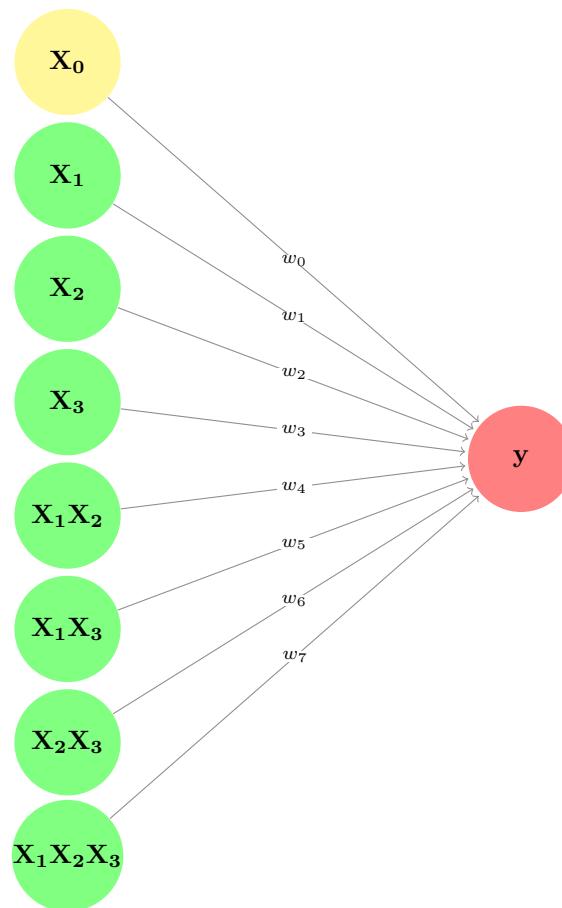 X₀
X₁
X₂
X₃
X₁X₂
X₁X₃
X₂X₃
X₁X₂X₃
w₀
w₁
w₂
w₃
w₄
w₅
w₆
w₇
y